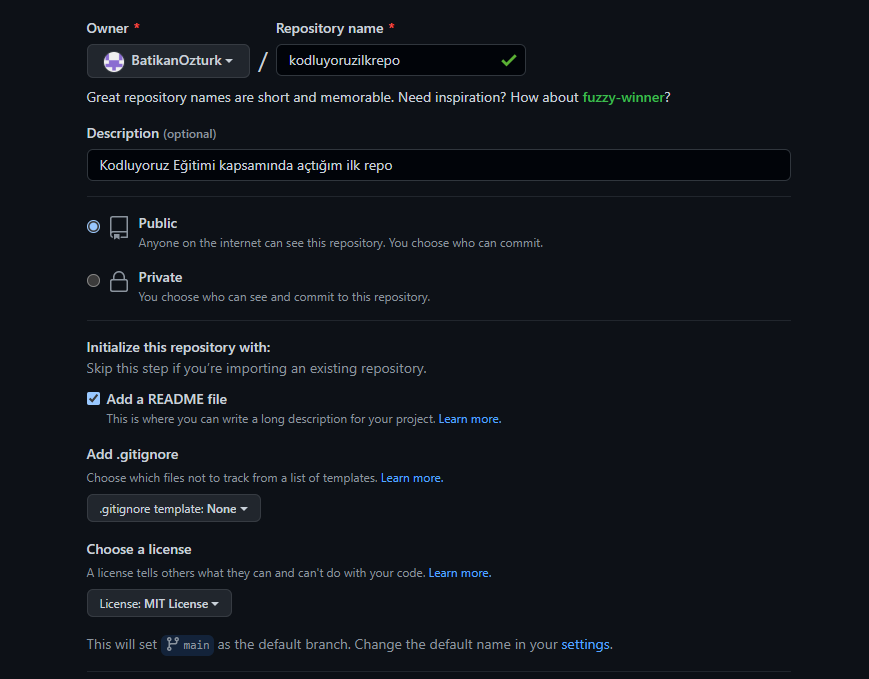 Owner * Repository name *
BatikanOzturk / kodluyoruzilkrepo
Great repository names are short and memorable. Need inspiration? How about fuzzy-winner?
Description (optional)
Kodluyoruz Eğitimi kapsamında açtığım ilk repo
Public
Anyone on the internet can see this repository. You choose who can commit.
Private
You choose who can see and commit to this repository.
Initialize this repository with:
Skip this step if you're importing an existing repository.
Add a README file
This is where you can write a long description for your project. Learn more.
Add .gitignore
Choose which files not to track from a list of templates. Learn more.
.gitignore template: None
Choose a license
A license tells others what they can and can't do with your code. Learn more.
License: MIT License
This will set main as the default branch. Change the default name in your settings.